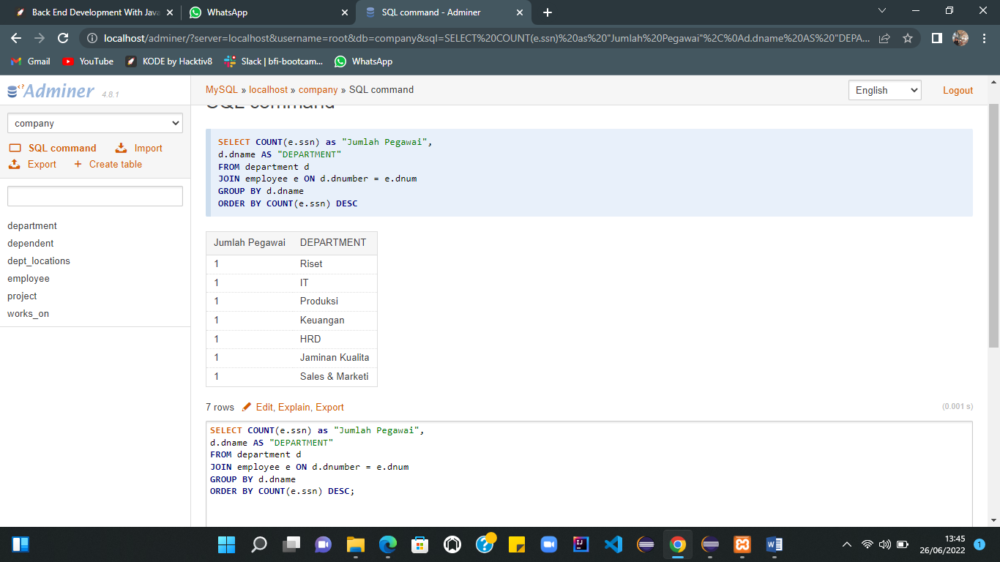 Back End Development With Java
WhatsApp
SQL command - Adminer
localhost/adminer/?server=localhost&username=root&db=company&sql=SELECT%20COUNT(e.ssn)%20as%20"Jumlah%20Pegawai"%2C%0Ad.dname%20AS%20"DEPA...
Gmail
YouTube
KODE by Hacktiv8
Slack | bfi-bootcam...
WhatsApp
Adminer 4.8.1
MySQL » localhost » company » SQL command
English
Logout
company
SQL command
Import
Export
+ Create table
department
dependent
dept_locations
employee
project
works_on
SQL command
SELECT COUNT(e.ssn) as "Jumlah Pegawai",
d.dname AS "DEPARTMENT"
FROM department d
JOIN employee e ON d.dnumber = e.dnum
GROUP BY d.dname
ORDER BY COUNT(e.ssn) DESC
Jumlah Pegawai DEPARTMENT
1 Riset
1 IT
1 Produksi
1 Keuangan
1 HRD
1 Jaminan Kualita
1 Sales & Marketi
7 rows Edit, Explain, Export (0.001 s)
SELECT COUNT(e.ssn) as "Jumlah Pegawai",
d.dname AS "DEPARTMENT"
FROM department d
JOIN employee e ON d.dnumber = e.dnum
GROUP BY d.dname
ORDER BY COUNT(e.ssn) DESC;
13:45
26/06/2022
1